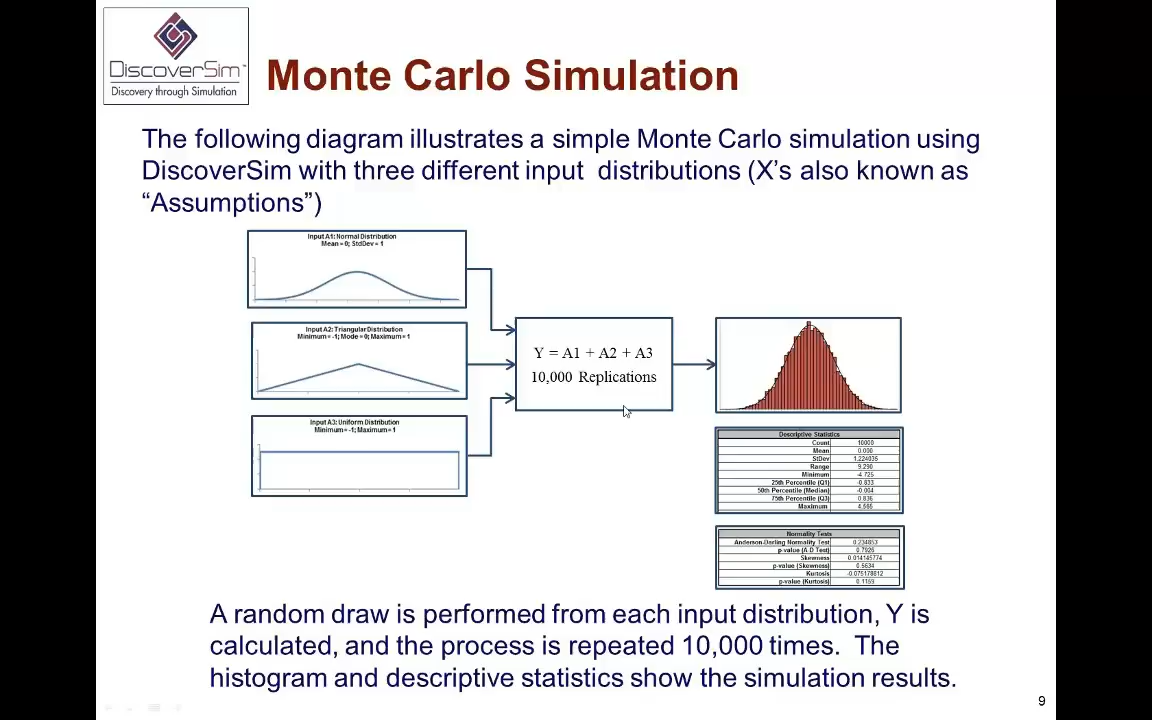 DiscoverSim™
Discovery through Simulation
Monte Carlo Simulation
The following diagram illustrates a simple Monte Carlo simulation using
DiscoverSim with three different input distributions (X's also known as
“Assumptions”)
Input A1: Normal Distribution
Mean = 0; StdDev = 1
Input A2: Triangular Distribution
Minimum = -1; Mode = 0; Maximum = 1
Input A3: Uniform Distribution
Minimum = -1; Maximum = 1
Y = A1 + A2 + A3
10,000 Replications
Descriptive Statistics
Count 10000
Mean 0.000
StdDev 1.224035
Range 9.290
Minimum -4.725
25th Percentile (Q1) -0.833
50th Percentile (Median) -0.004
75th Percentile (Q3) 0.836
Maximum 4.565
Normality Tests
Anderson-Darling Normality Test 0.234853
p-value (A-D Test) 0.7926
Skewness 0.014145774
p-value (Skewness) 0.5634
Kurtosis -0.075178812
p-value (Kurtosis) 0.1159
A random draw is performed from each input distribution, Y is
calculated, and the process is repeated 10,000 times. The
histogram and descriptive statistics show the simulation results.
9